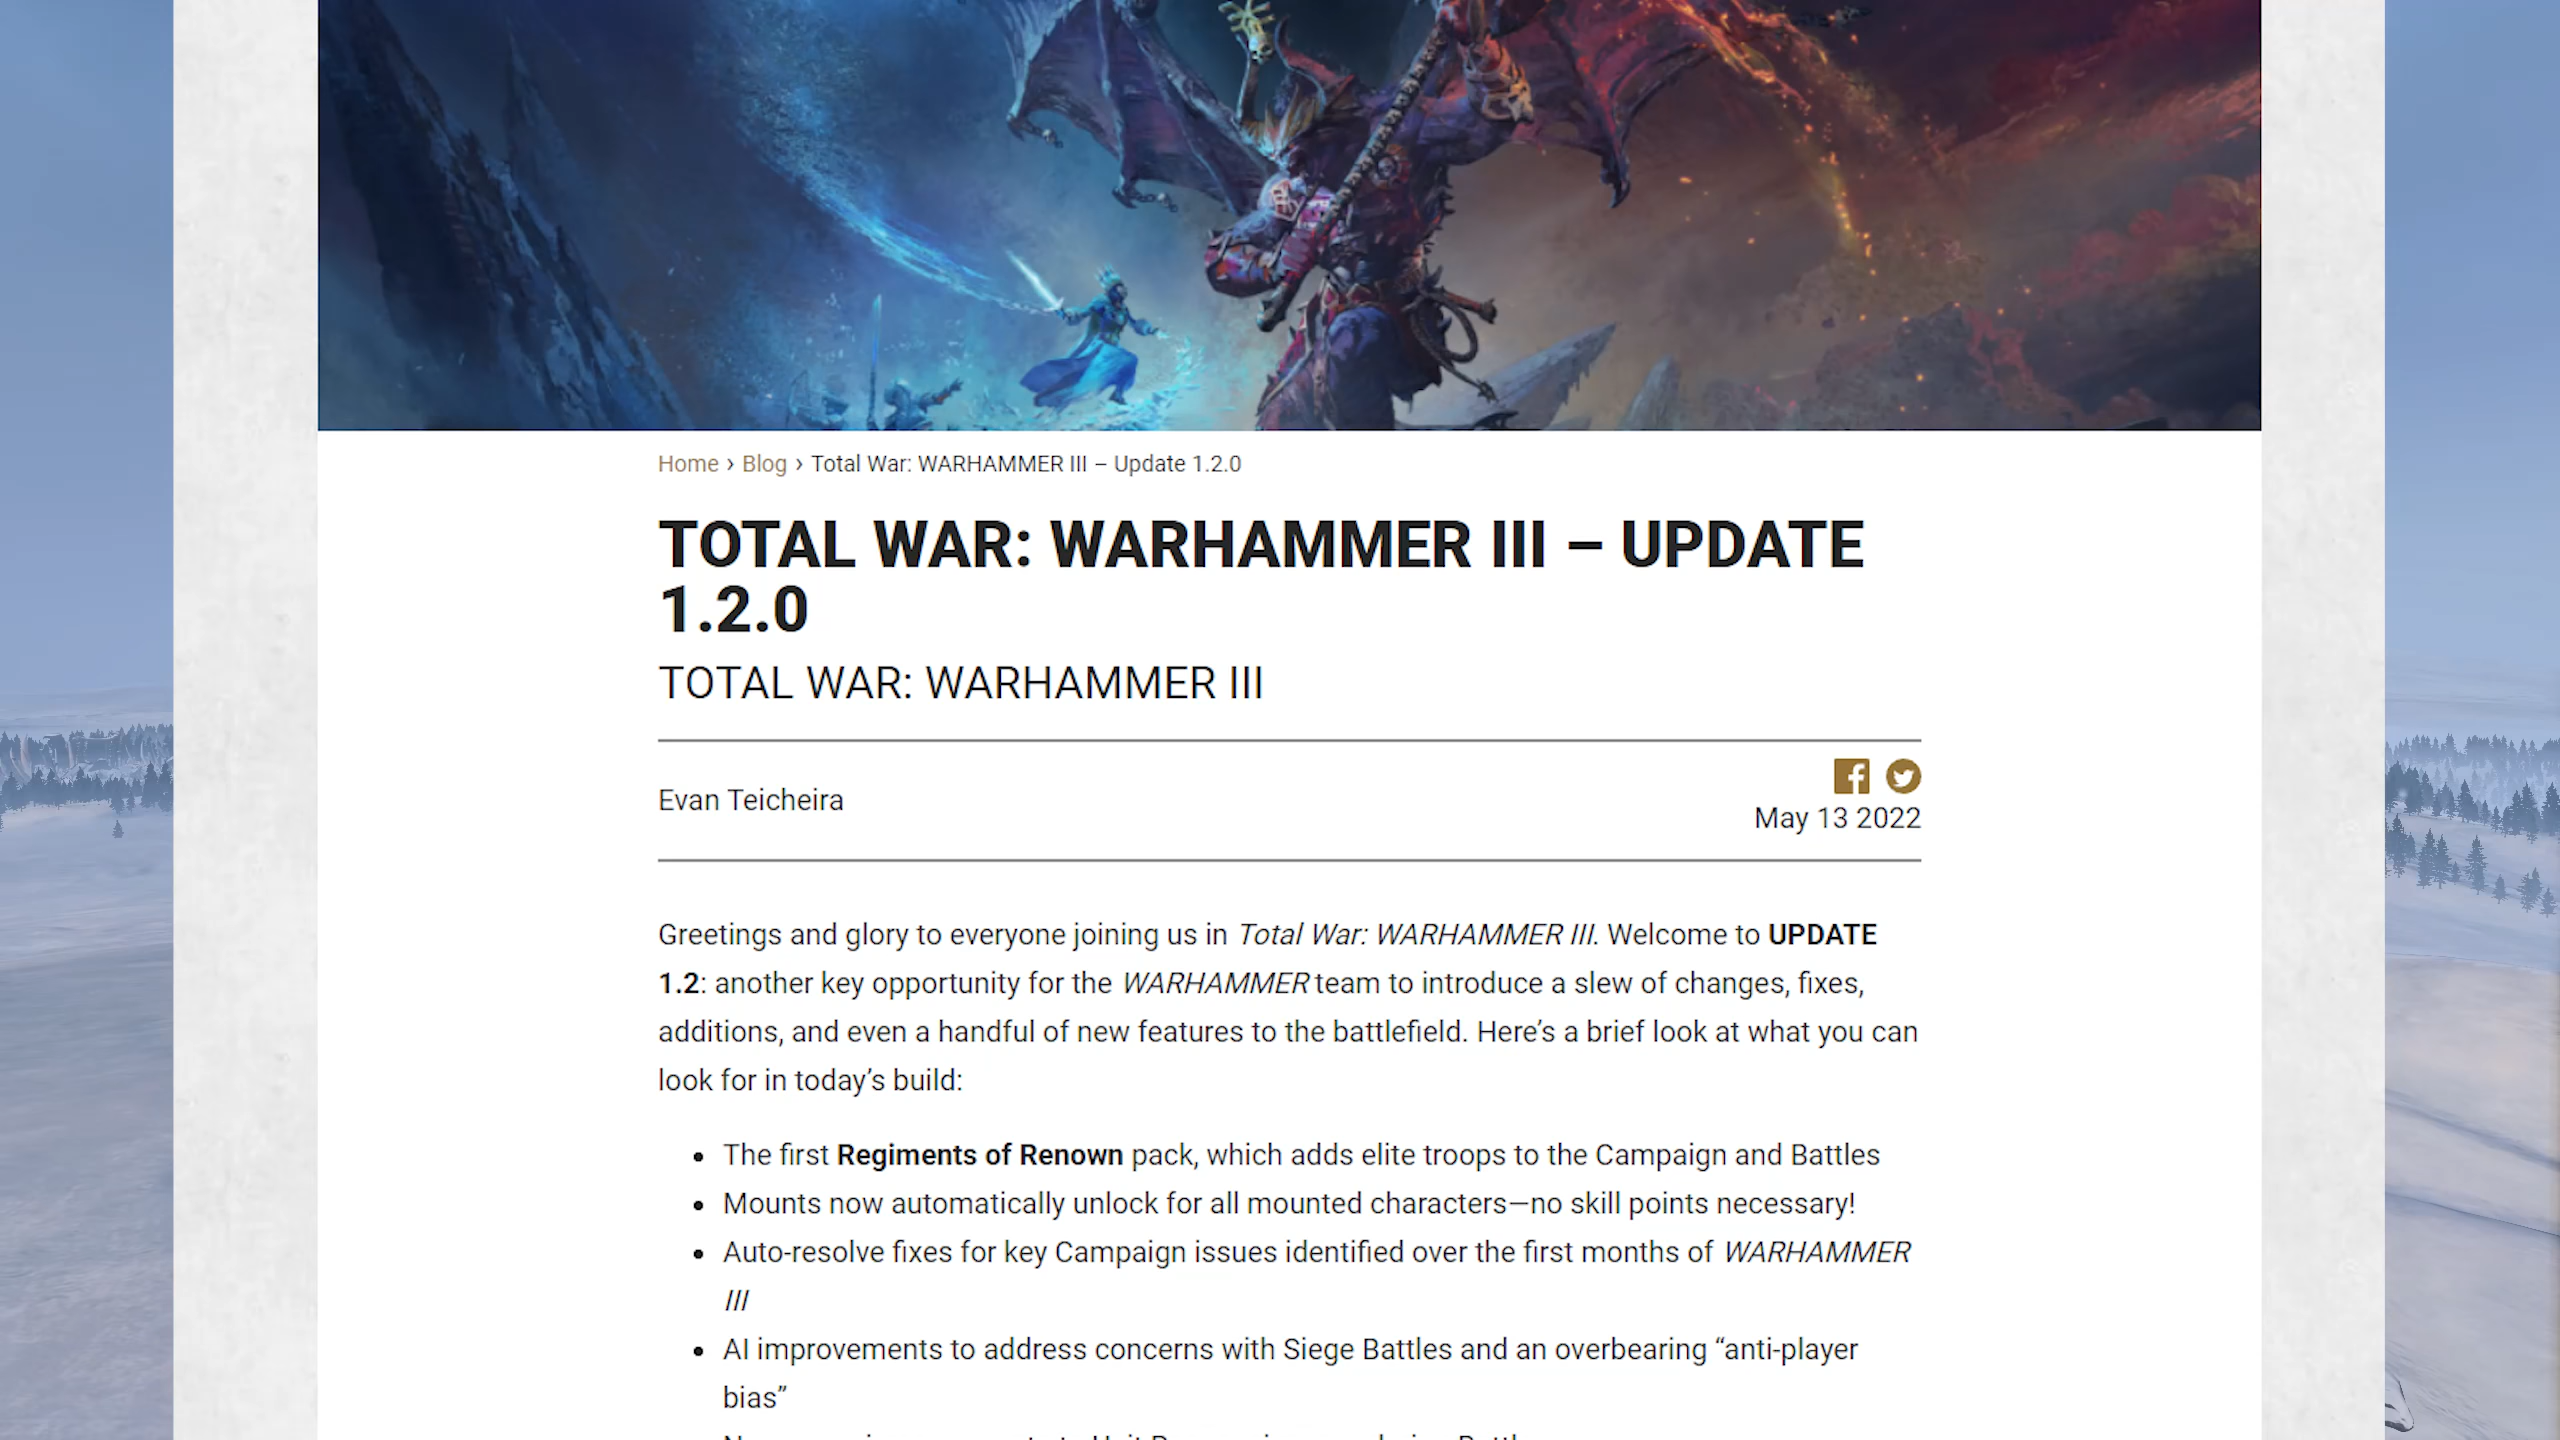 Home › Blog › Total War: WARHAMMER III – Update 1.2.0
TOTAL WAR: WARHAMMER III – UPDATE
1.2.0
TOTAL WAR: WARHAMMER III
Evan Teicheira
May 13 2022
Greetings and glory to everyone joining us in Total War: WARHAMMER III. Welcome to UPDATE
1.2: another key opportunity for the WARHAMMER team to introduce a slew of changes, fixes,
additions, and even a handful of new features to the battlefield. Here’s a brief look at what you can
look for in today’s build:
• The first Regiments of Renown pack, which adds elite troops to the Campaign and Battles
• Mounts now automatically unlock for all mounted characters—no skill points necessary!
• Auto-resolve fixes for key Campaign issues identified over the first months of WARHAMMER
III
• AI improvements to address concerns with Siege Battles and an overbearing “anti-player
bias”